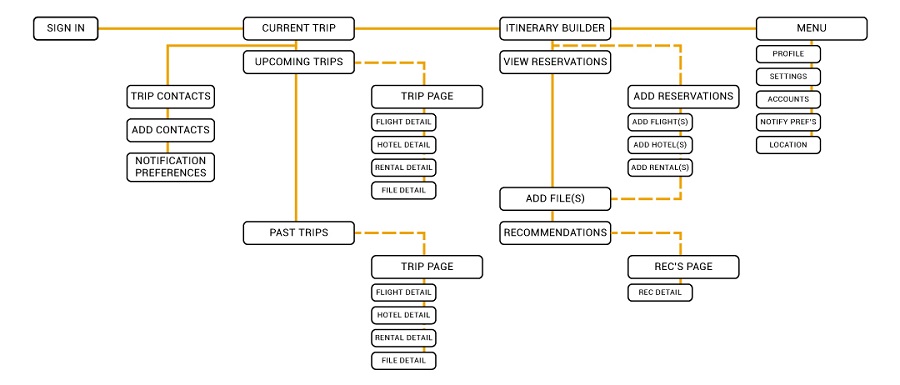 SIGN IN
CURRENT TRIP
ITINERARY BUILDER
MENU
UPCOMING TRIPS
VIEW RESERVATIONS
PROFILE
SETTINGS
ACCOUNTS
NOTIFY PREF'S
LOCATION
TRIP CONTACTS
ADD CONTACTS
NOTIFICATION
PREFERENCES
TRIP PAGE
FLIGHT DETAIL
HOTEL DETAIL
RENTAL DETAIL
FILE DETAIL
ADD RESERVATIONS
ADD FLIGHT(S)
ADD HOTEL(S)
ADD RENTAL(S)
ADD FILE(S)
PAST TRIPS
RECOMMENDATIONS
TRIP PAGE
FLIGHT DETAIL
HOTEL DETAIL
RENTAL DETAIL
FILE DETAIL
REC'S PAGE
REC DETAIL